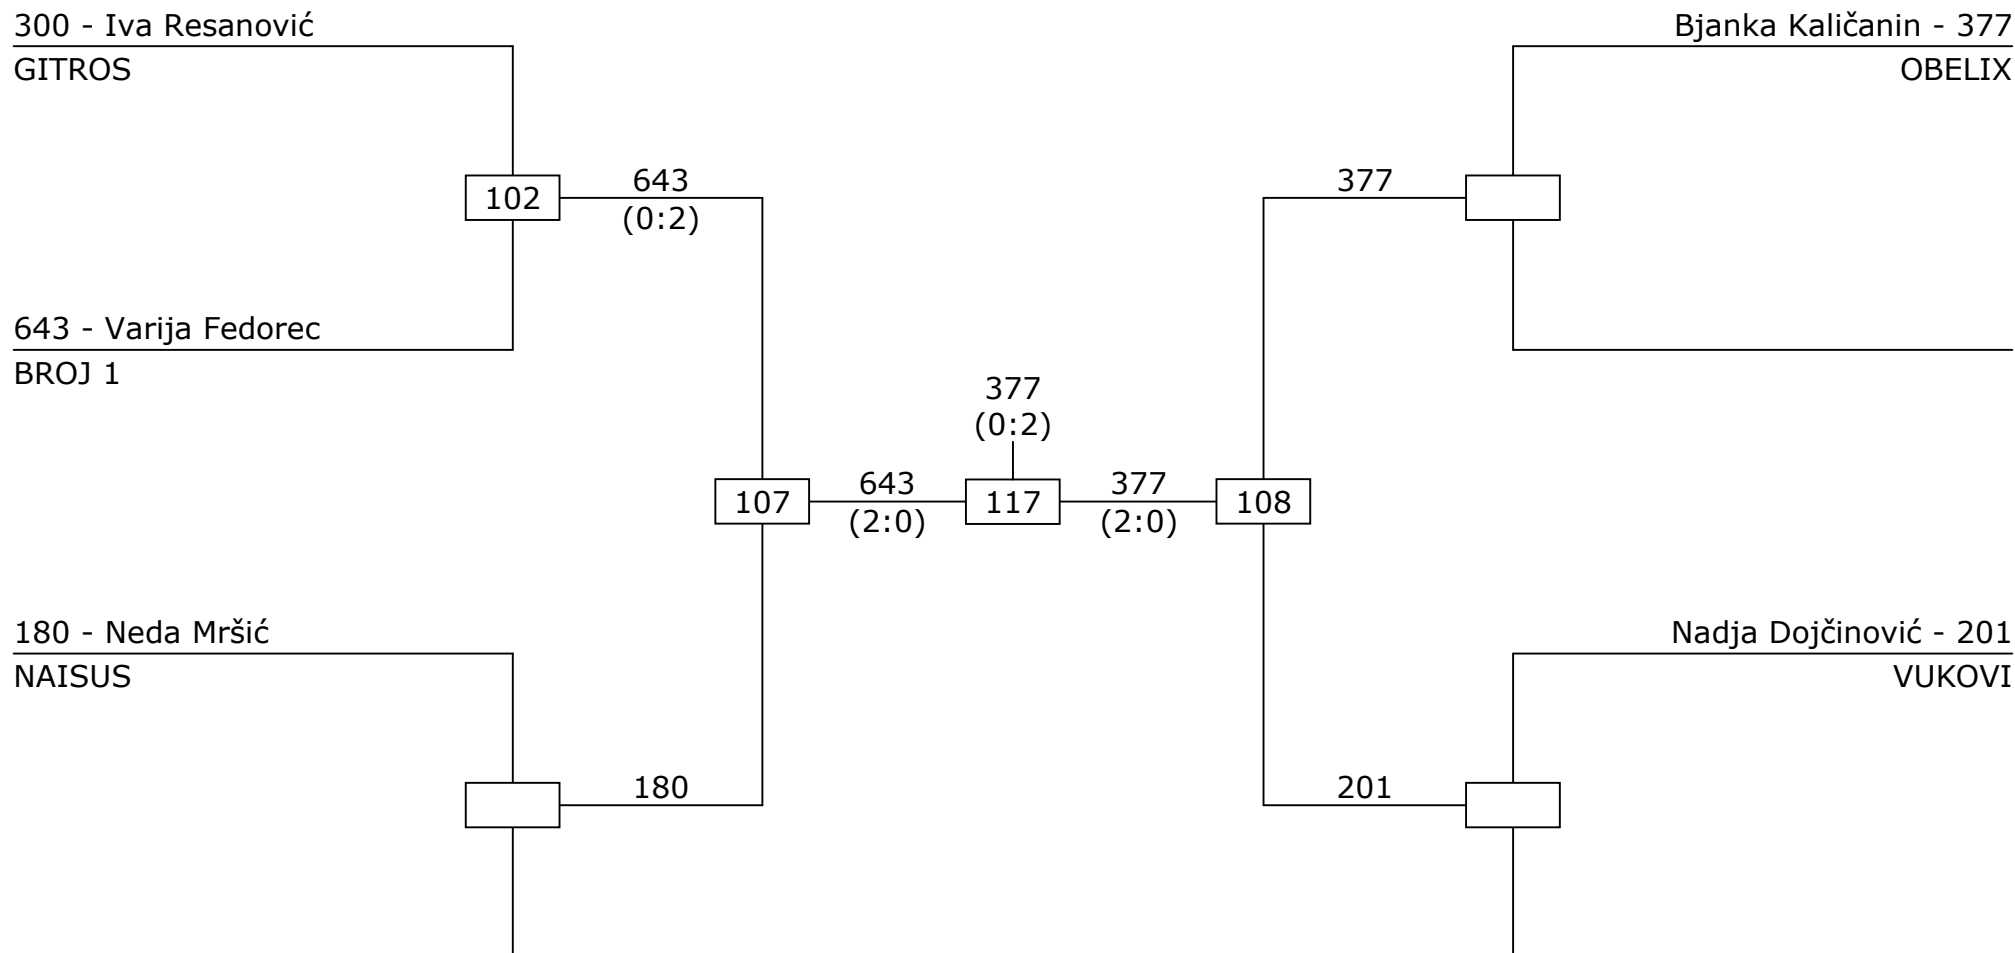 300 - Iva Resanović
GITROS
Bjanka Kaličanin - 377
OBELIX
102
643
(0:2)
377
643 - Varija Fedorec
BROJ 1
377
(0:2)
107
643
(2:0)
117
377
(2:0)
108
180 - Neda Mršić
NAISUS
Nadja Dojčinović - 201
VUKOVI
180
201